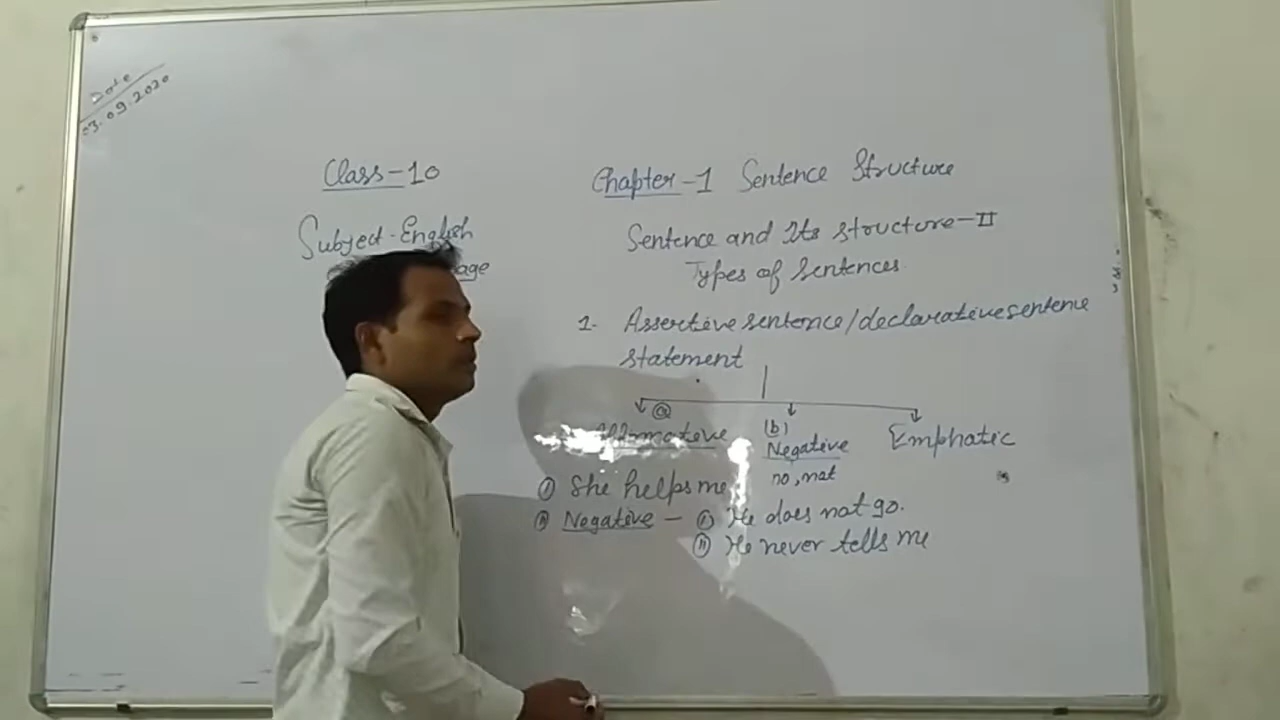 Date
03.09.2020
Class-10
Subject-English
age
Chapter-1 Sentence Structure
Sentence and Its structure-II
Types of Sentences
1. Assertive sentence/declarative sentence
statement
(a) Affirmative
(b) Negative
no, not
Emphatic
(i) She helps me
(ii) Negative - (i) He does not go.
(ii) He never tells me